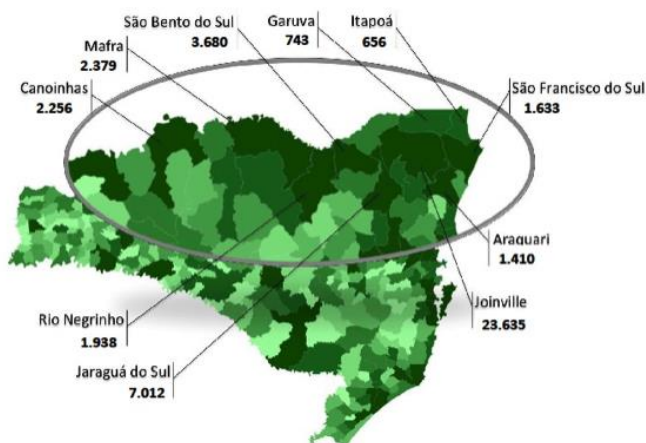 São Bento do Sul
3.680
Garuva
743
Itapoá
656
Mafra
2.379
Canoinhas
2.256
São Francisco do Sul
1.633
Araquari
1.410
Joinville
23.635
Rio Negrinho
1.938
Jaraguá do Sul
7.012